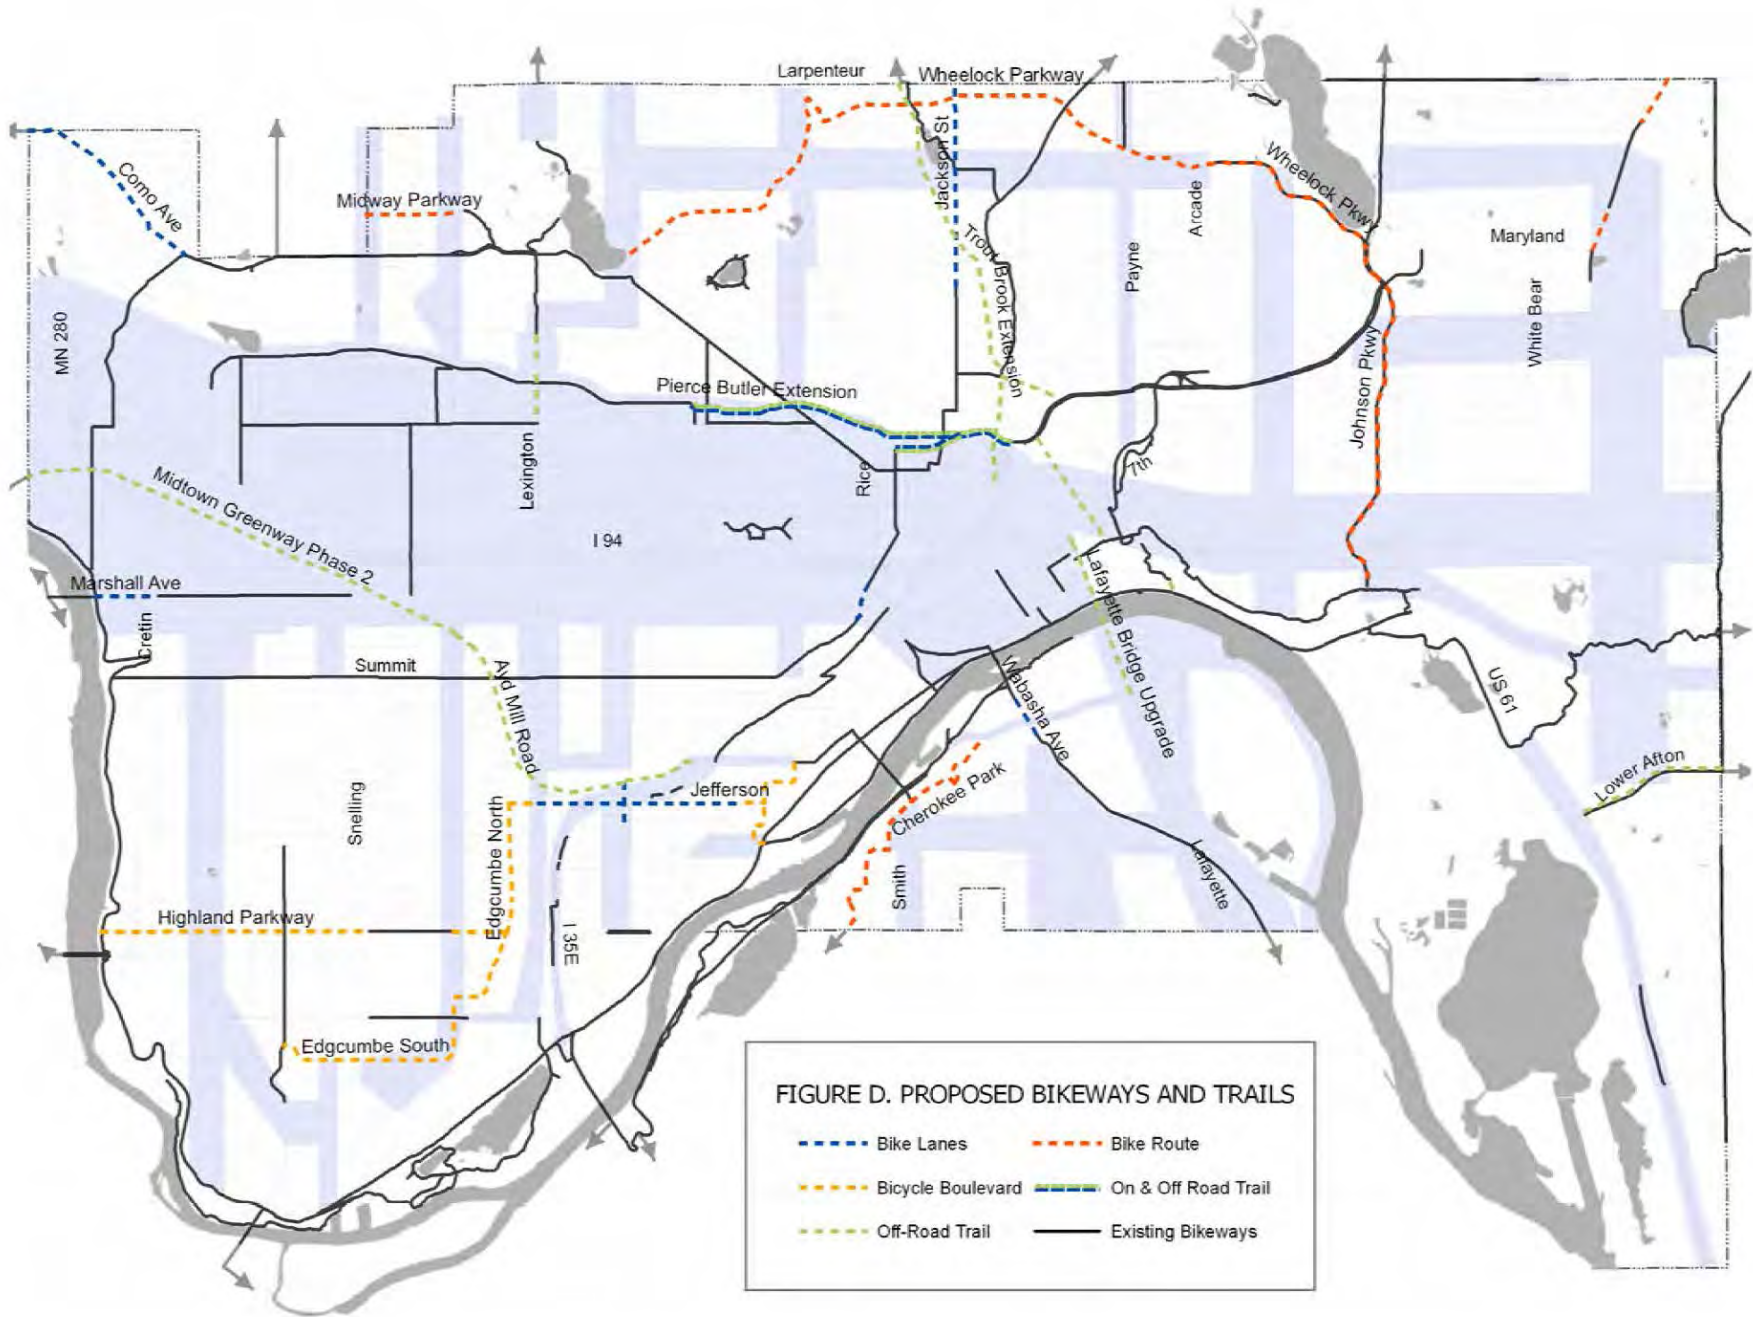 Larpenteur
Wheelock Parkway
Como Ave
Midway Parkway
Jackson St
Wheelock Pkwy
Arcade
Maryland
Trout Brook Extension
Payne
MN 280
White Bear
Johnson Pkwy
Pierce Butler Extension
Lexington
Rice
7th
Midtown Greenway Phase 2
I 94
Marshall Ave
Cretin
Lafayette Bridge Upgrade
Summit
Ayd Mill Road
Wabasha Ave
US 61
Jefferson
Lower Afton
Snelling
Edgcumbe North
Cherokee Park
Smith
Lafayette
Highland Parkway
I 35E
Edgcumbe South
FIGURE D. PROPOSED BIKEWAYS AND TRAILS
Bike Lanes
Bike Route
Bicycle Boulevard
On & Off Road Trail
Off-Road Trail
Existing Bikeways